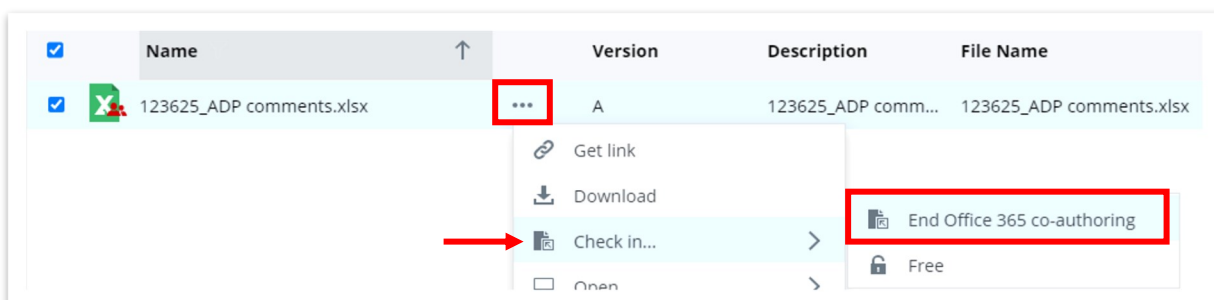 Name Version Description File Name
123625_ADP comments.xlsx ... A 123625_ADP comm... 123625_ADP comments.xlsx
Get link
Download
Check in...
End Office 365 co-authoring
Free
Open